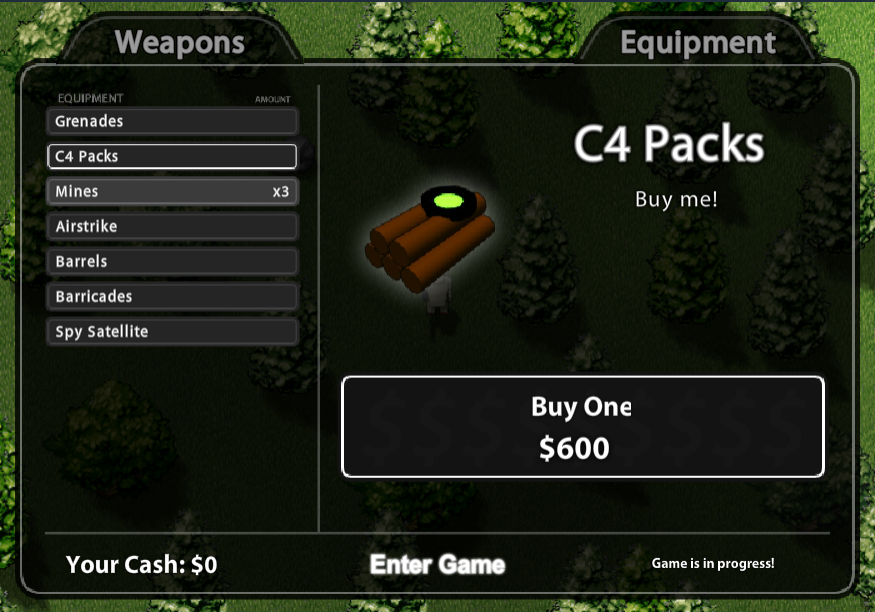 Weapons
Equipment
EQUIPMENT AMOUNT
Grenades
C4 Packs
Mines x3
Airstrike
Barrels
Barricades
Spy Satellite
C4 Packs
Buy me!
$ $ $ $ $ $
Buy One
$600
Your Cash: $0
Enter Game
Game is in progress!